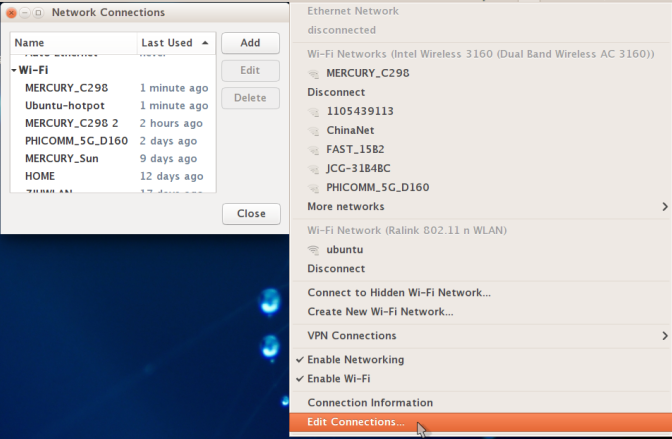 Network Connections
Name Last Used
never
Wi-Fi
MERCURY_C298 1 minute ago
Ubuntu-hotpot 1 minute ago
MERCURY_C298 2 2 hours ago
PHICOMM_5G_D160 2 days ago
MERCURY_Sun 9 days ago
HOME 12 days ago
Add
Edit
Delete
Close
Ethernet Network
disconnected
Wi-Fi Networks (Intel Wireless 3160 (Dual Band Wireless AC 3160))
MERCURY_C298
Disconnect
1105439113
ChinaNet
FAST_15B2
JCG-31B4BC
PHICOMM_5G_D160
More networks
Wi-Fi Network (Ralink 802.11 n WLAN)
ubuntu
Disconnect
Connect to Hidden Wi-Fi Network...
Create New Wi-Fi Network...
VPN Connections
Enable Networking
Enable Wi-Fi
Connection Information
Edit Connections...